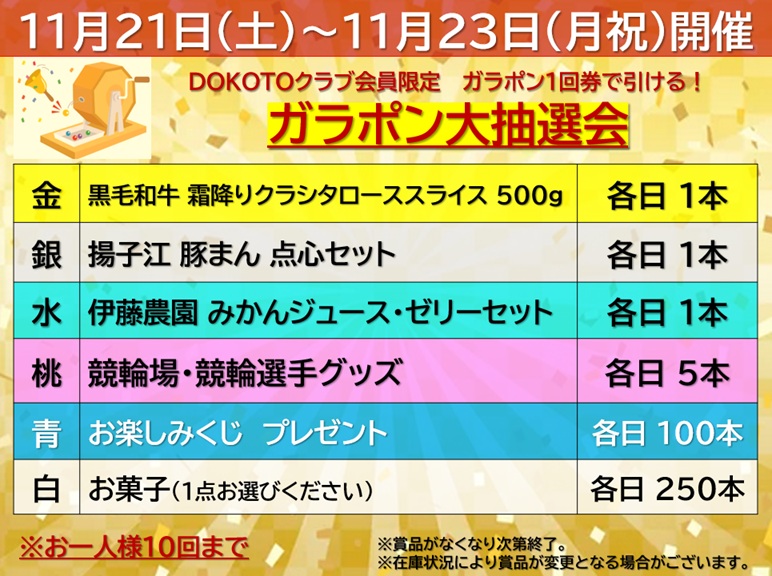 11月21日(土)～11月23日(月祝)開催
DOKOTOクラブ会員限定　ガラポン1回券で引ける！
ガラポン大抽選会
金 黒毛和牛 霜降りクラシタローススライス 500g 各日 1本
銀 揚子江 豚まん 点心セット 各日 1本
水 伊藤農園 みかんジュース・ゼリーセット 各日 1本
桃 競輪場・競輪選手グッズ 各日 5本
青 お楽しみくじ　プレゼント 各日 100本
白 お菓子(1点お選びください) 各日 250本
※お一人様10回まで
※賞品がなくなり次第終了。
※在庫状況により賞品が変更となる場合がございます。